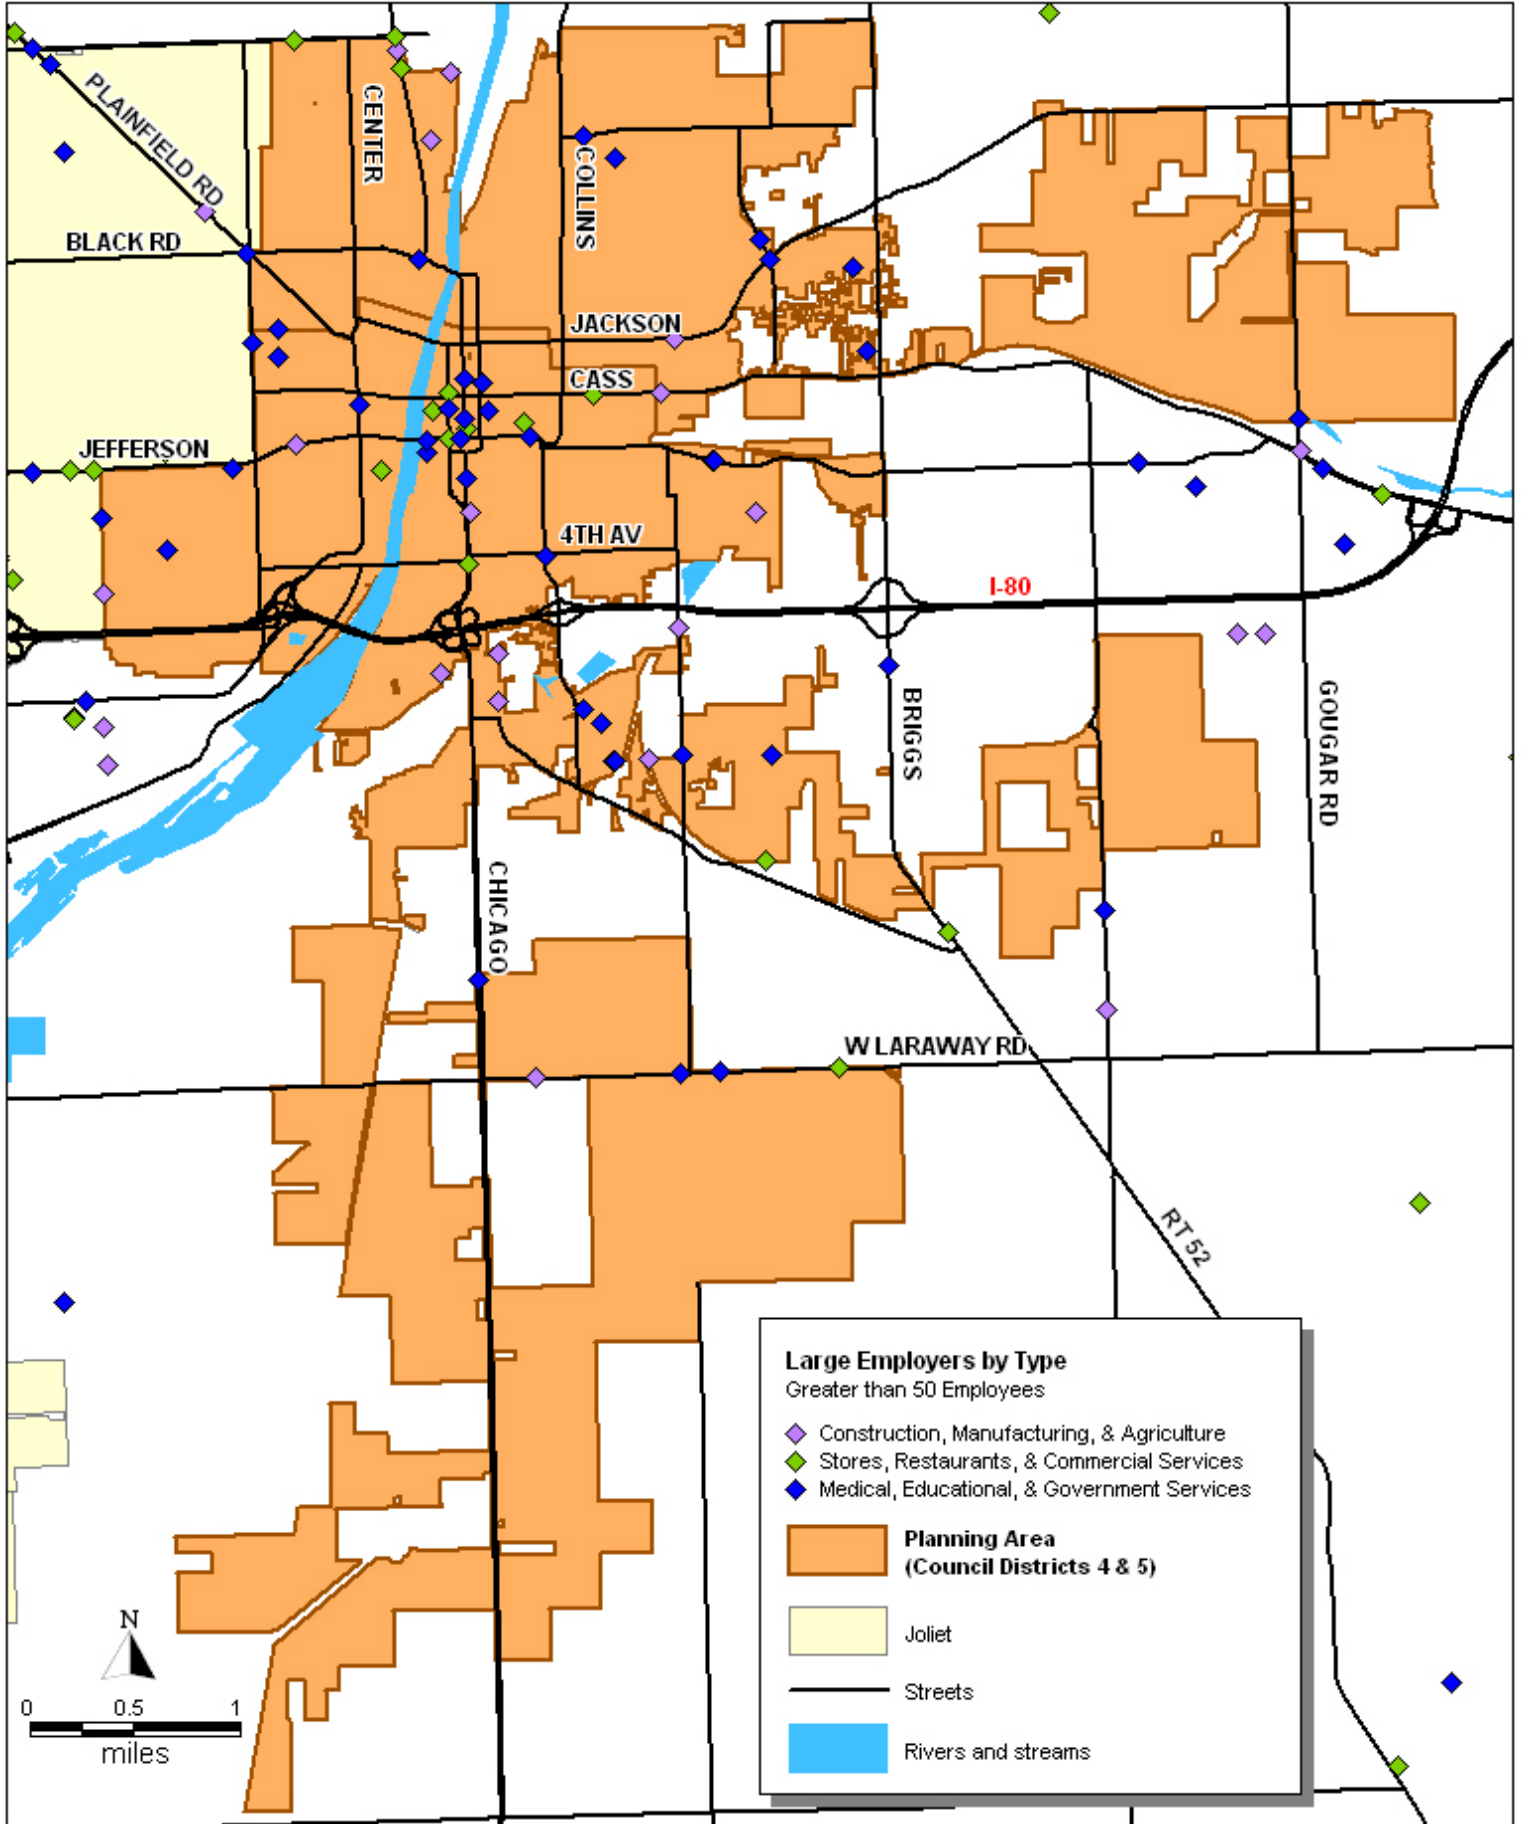 PLAINFIELD RD
CENTER
COLLINS
BLACK RD
JACKSON
CASS
JEFFERSON
4TH AV
I-80
BRIGGS
GOUGAR RD
CHICAGO
W LARAWAY RD
RT 52
Large Employers by Type
Greater than 50 Employees
Construction, Manufacturing, & Agriculture
Stores, Restaurants, & Commercial Services
Medical, Educational, & Government Services
Planning Area
(Council Districts 4 & 5)
Joliet
Streets
Rivers and streams
N
0 0.5 1
miles